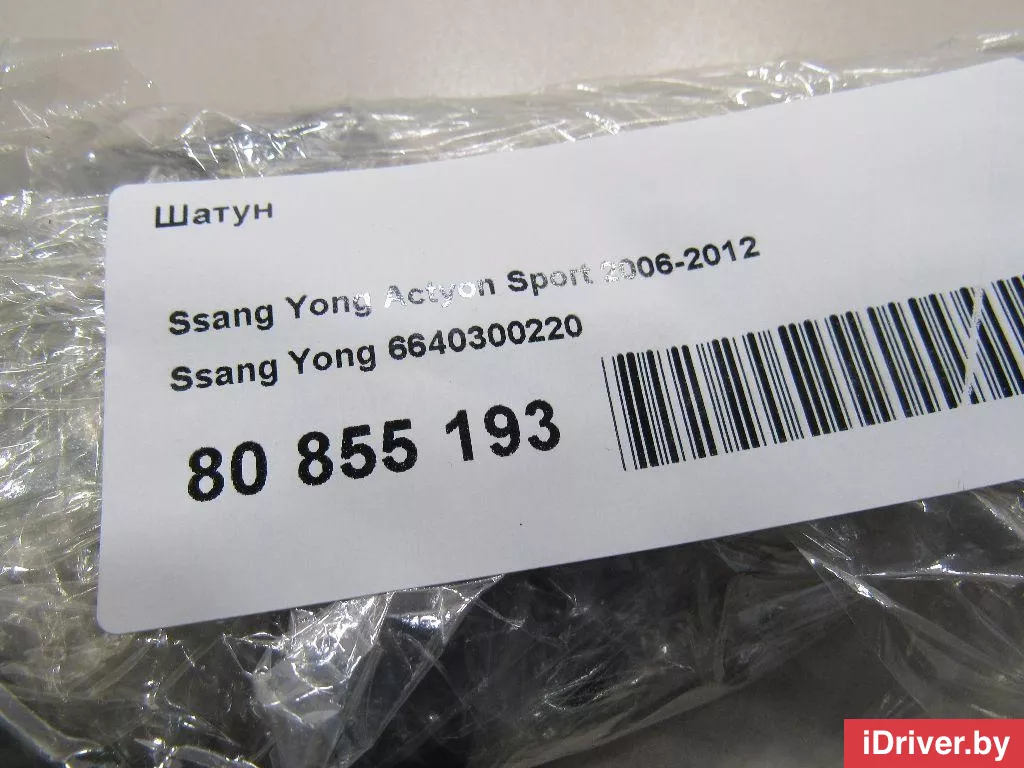 Шатун
Ssang Yong Actyon Sport 2006-2012
Ssang Yong 6640300220
80 855 193
iDriver.by